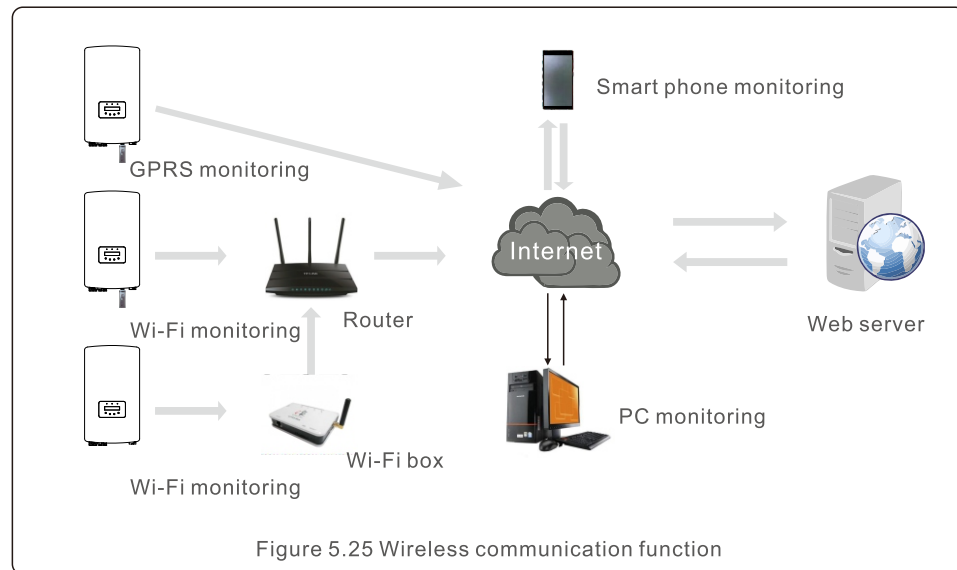 Smart phone monitoring
GPRS monitoring
Internet
Wi-Fi monitoring
Router
Web server
Wi-Fi box
PC monitoring
Wi-Fi monitoring
Figure 5.25 Wireless communication function